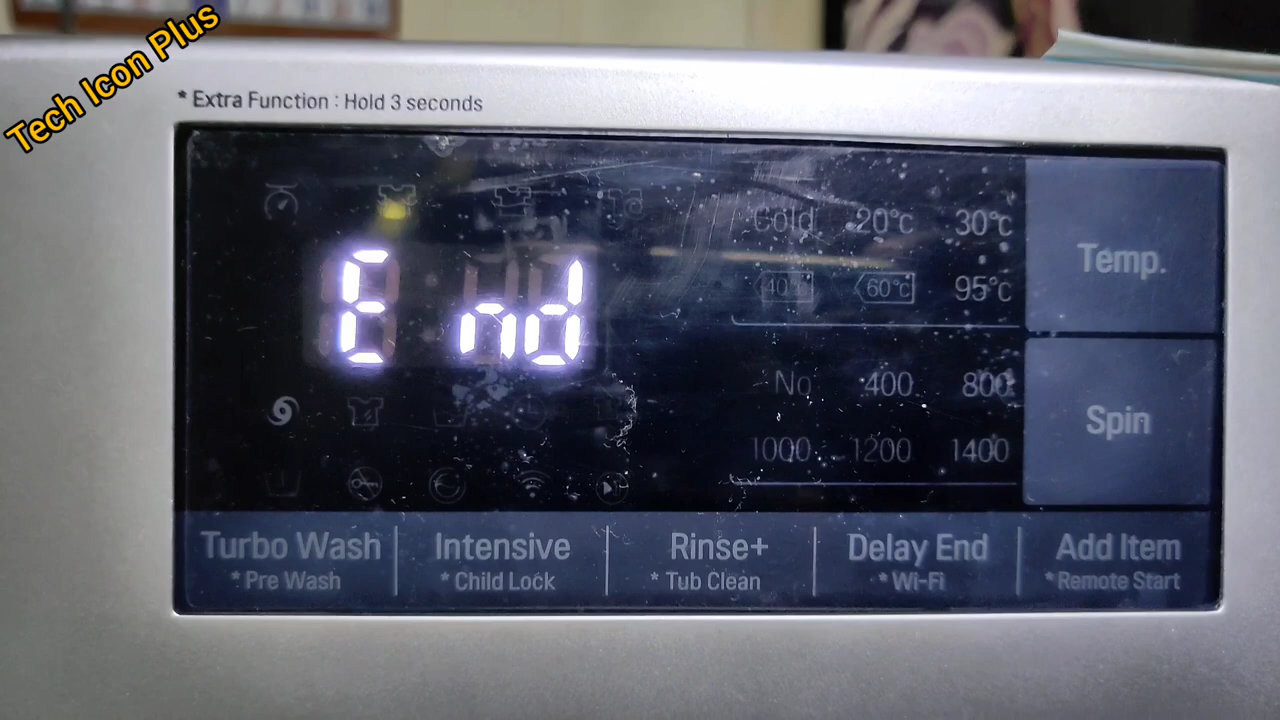 Tech Icon Plus
* Extra Function : Hold 3 seconds
Cold 20°c 30°c
40°c 60°c 95°c
Temp.
End
No 400 800
1000 1200 1400
Spin
Turbo Wash Intensive Rinse+ Delay End Add Item
* Pre Wash * Child Lock * Tub Clean * Wi-Fi * Remote Start